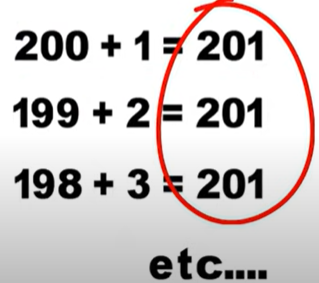 200 + 1 = 201
199 + 2 = 201
198 + 3 = 201
etc....